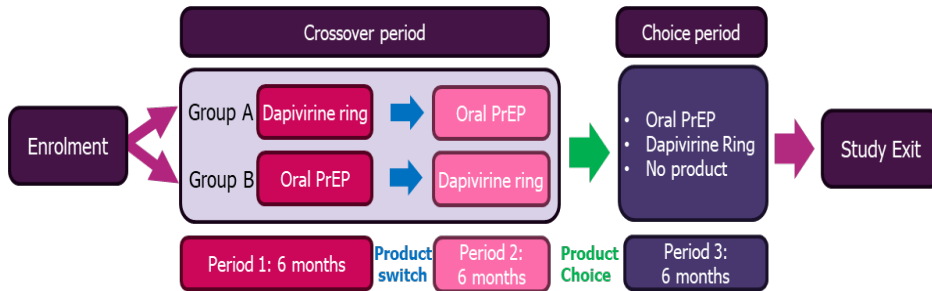 Crossover period
Choice period
Enrolment
Group A
Dapivirine ring
Oral PrEP
Group B
Oral PrEP
Dapivirine ring
• Oral PrEP
• Dapivirine Ring
• No product
Study Exit
Period 1: 6 months
Product
switch
Period 2:
6 months
Product
Choice
Period 3:
6 months